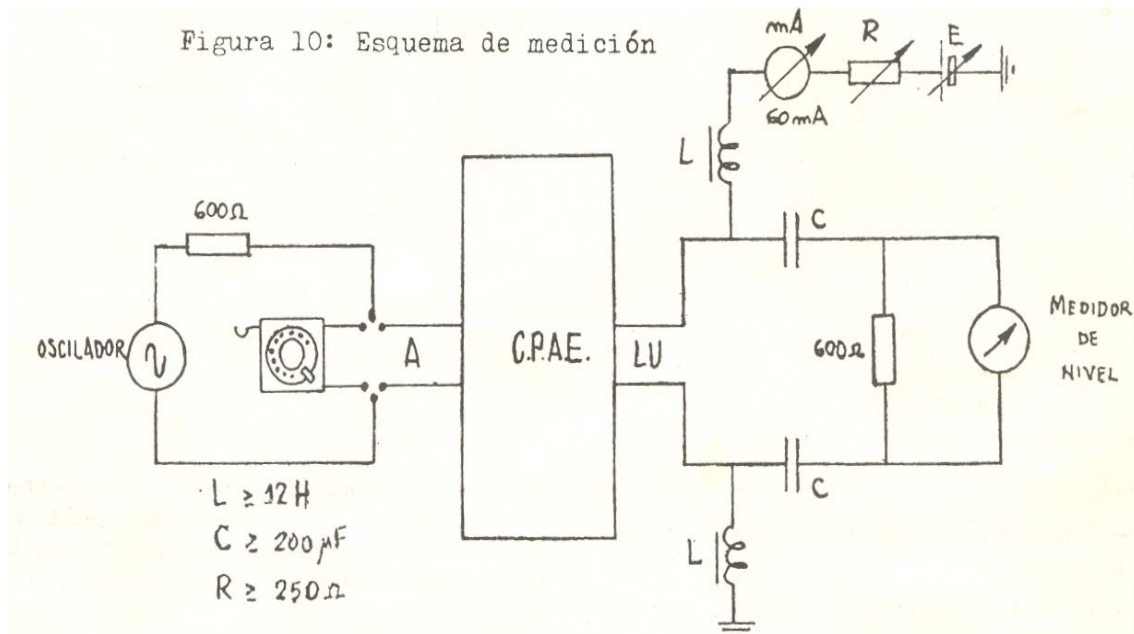 Figura 10: Esquema de medición
mA
R
E
60mA
L
C
600Ω
OSCILADOR
A
C.P.A.E.
LU
600Ω
MEDIDOR
DE
NIVEL
C
L
L ≥ 12H
C ≥ 200μF
R ≥ 250Ω